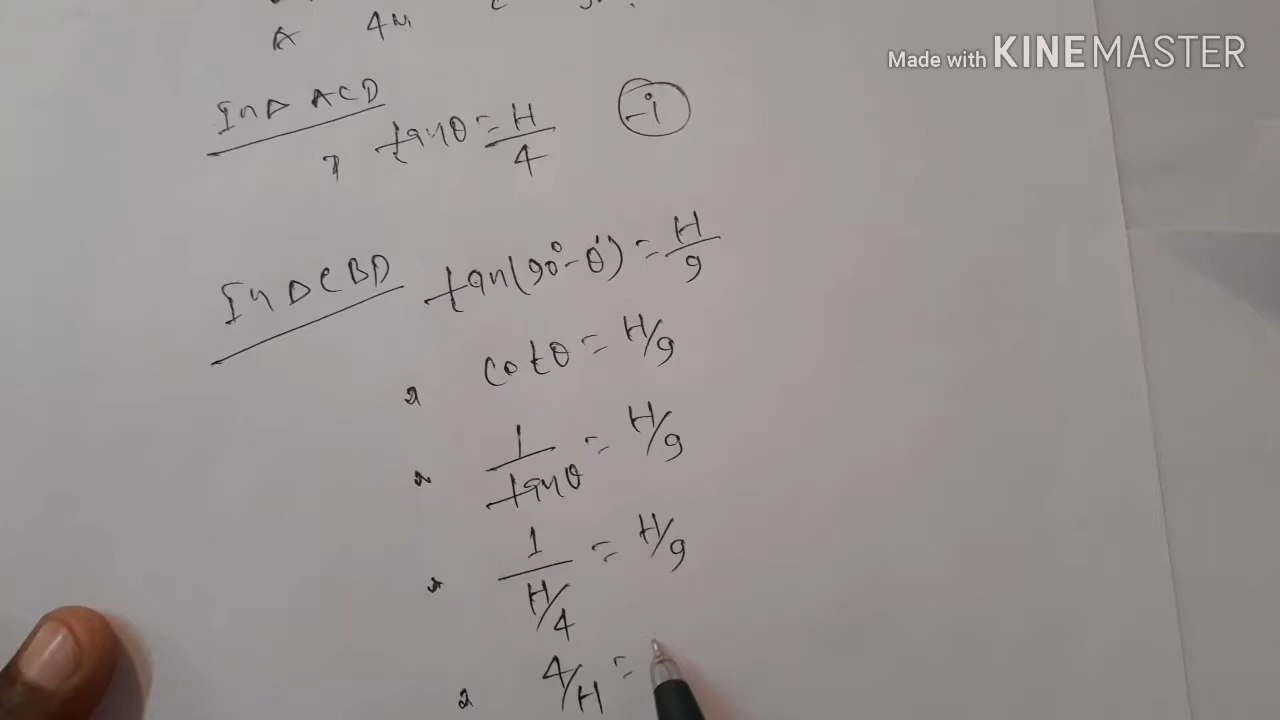 Made with KINEMASTER
A 4M C
In Δ ACD
tanθ = H/4 -i
In Δ CBD tan(90°-θ) = H/9
cotθ = H/9
1/tanθ = H/9
1/H/4 = H/9
4/H =